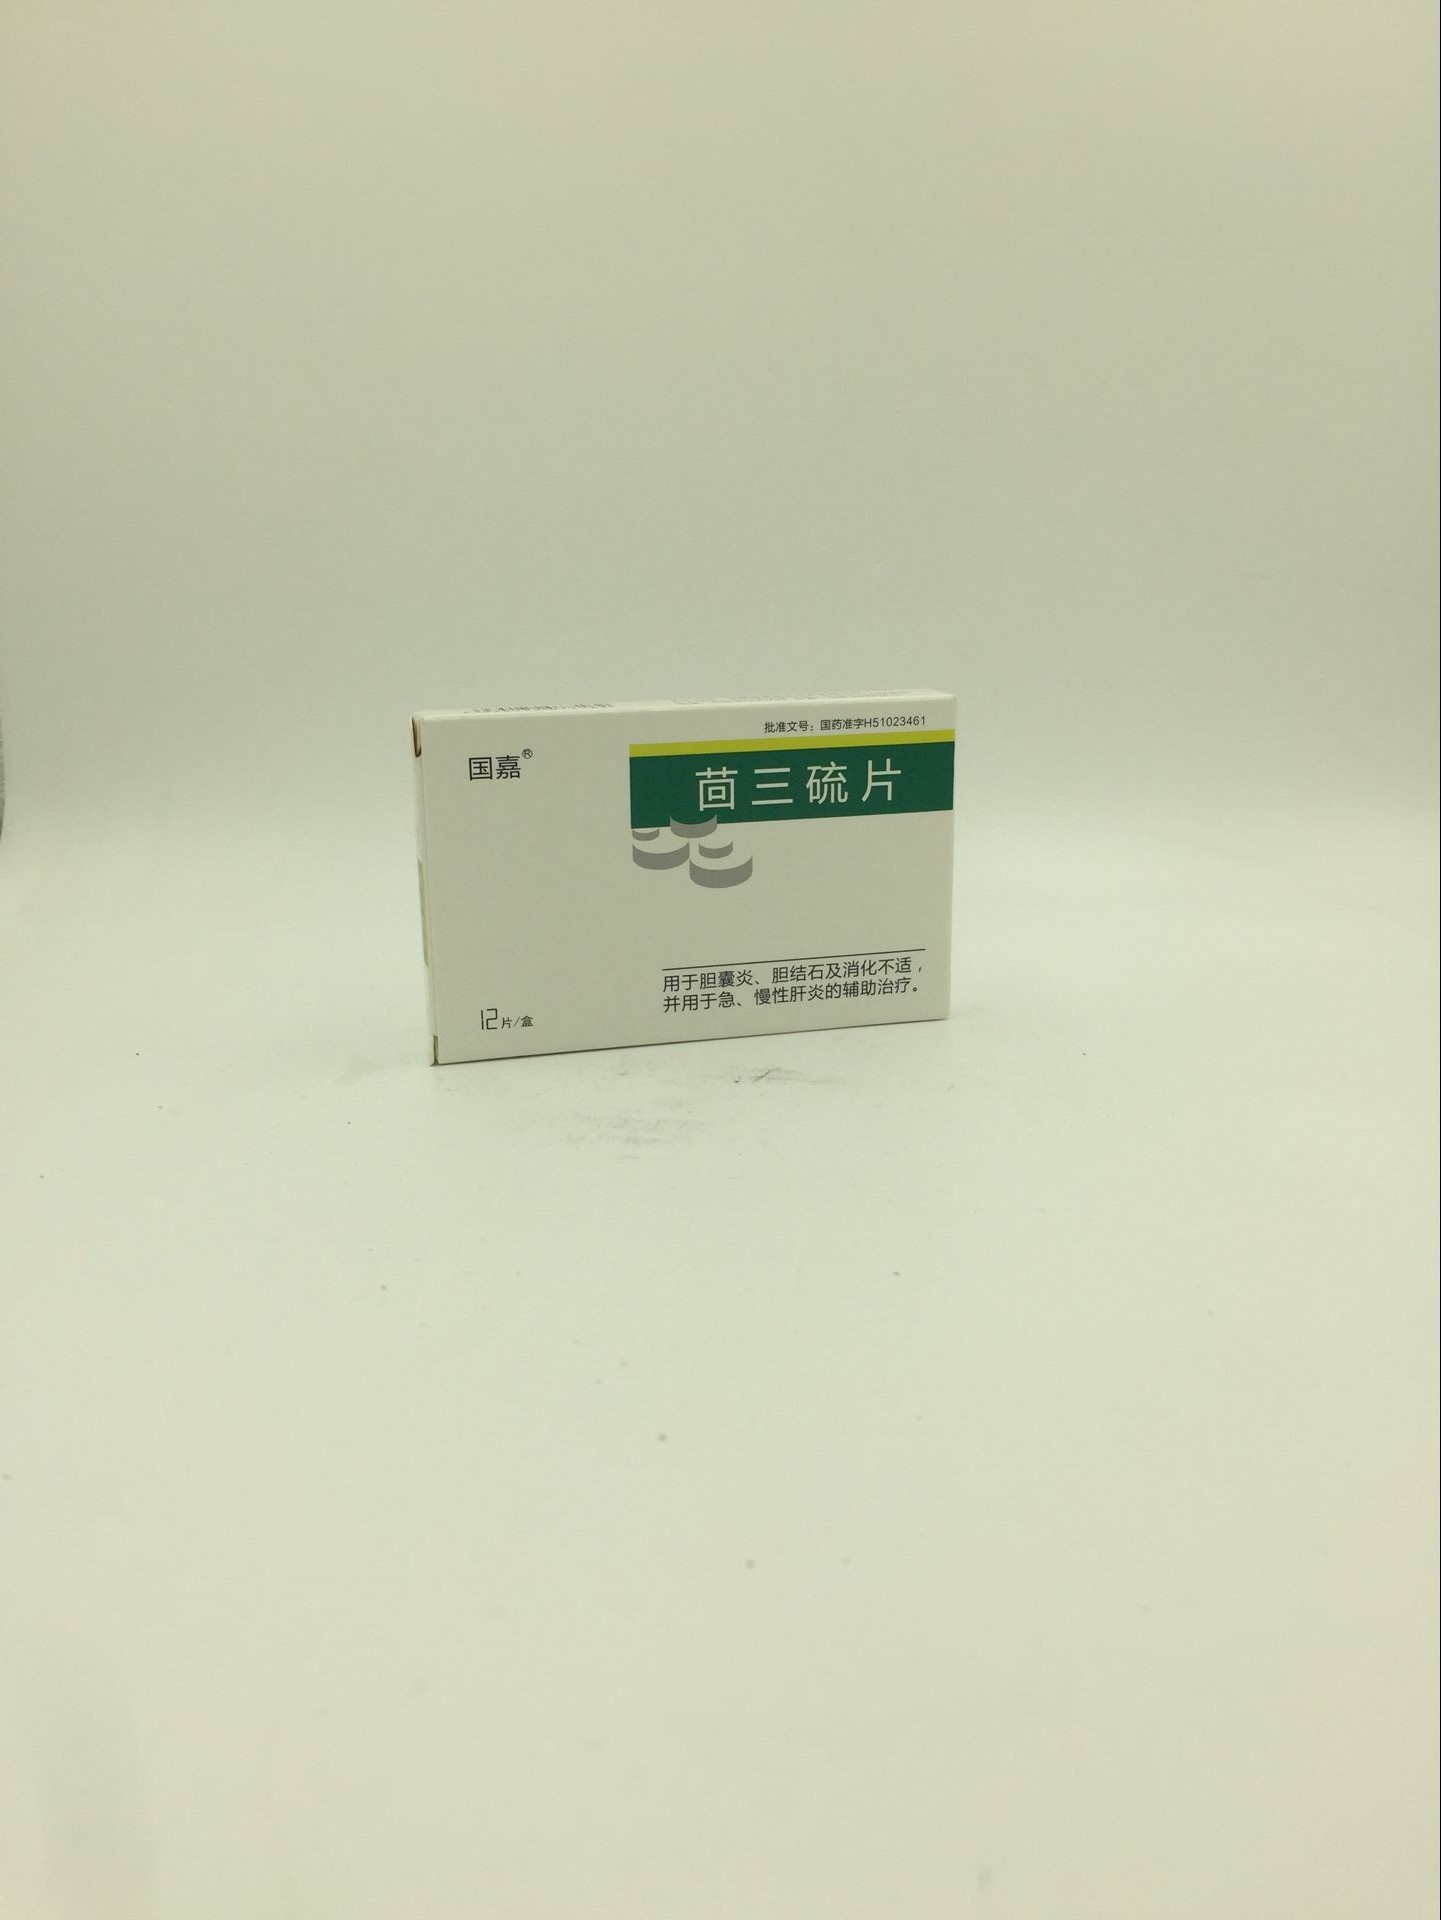 批准文号：国药准字H51023461
国嘉®
茴三硫片
用于胆囊炎、胆结石及消化不适，
并用于急、慢性肝炎的辅助治疗。
12片/盒